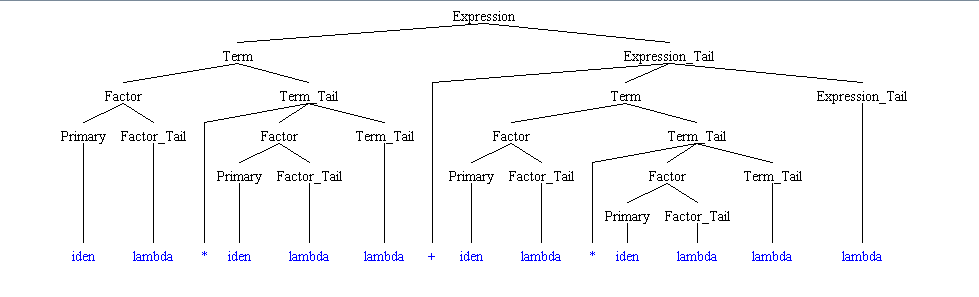 Expression
Term Expression_Tail
Factor Term_Tail Term Expression_Tail
Primary Factor_Tail Factor Term_Tail Factor Term_Tail
Primary Factor_Tail Primary Factor_Tail Factor Term_Tail
Primary Factor_Tail
iden lambda * iden lambda lambda + iden lambda * iden lambda lambda lambda